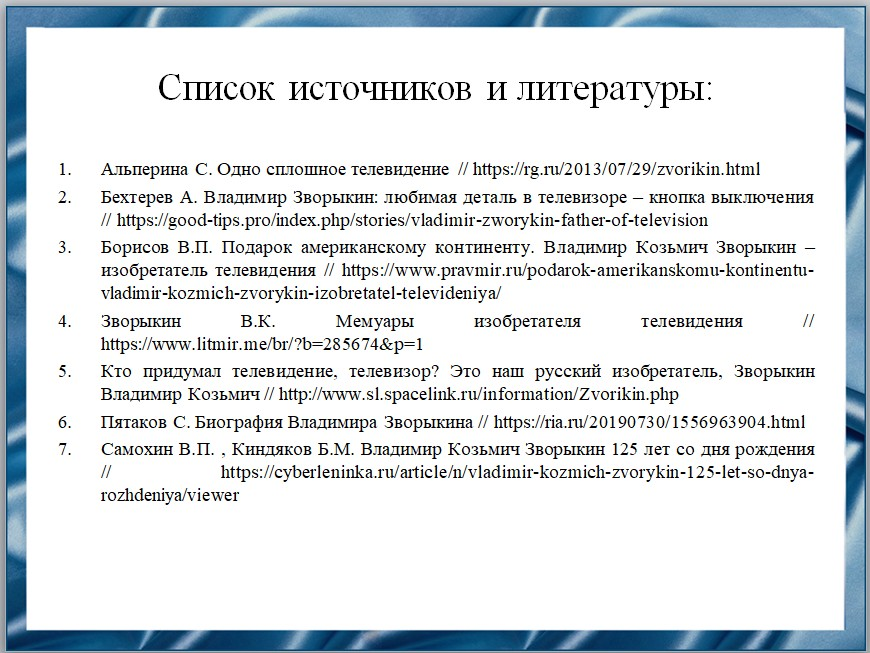 Список источников и литературы:
1. Альперина С. Одно сплошное телевидение // https://rg.ru/2013/07/29/zvorikin.html
2. Бехтерев А. Владимир Зворыкин: любимая деталь в телевизоре – кнопка выключения
// https://good-tips.pro/index.php/stories/vladimir-zworykin-father-of-television
3. Борисов В.П. Подарок американскому континенту. Владимир Козьмич Зворыкин –
изобретатель телевидения // https://www.pravmir.ru/podarok-amerikanskomu-kontinentu-
vladimir-kozmich-zvorykin-izobretatel-televideniya/
4. Зворыкин В.К. Мемуары изобретателя телевидения //
https://www.litmir.me/br/?b=285674&p=1
5. Кто придумал телевидение, телевизор? Это наш русский изобретатель, Зворыкин
Владимир Козьмич // http://www.sl.spacelink.ru/information/Zvorikin.php
6. Пятаков С. Биография Владимира Зворыкина // https://ria.ru/20190730/1556963904.html
7. Самохин В.П. , Киндяков Б.М. Владимир Козьмич Зворыкин 125 лет со дня рождения
// https://cyberleninka.ru/article/n/vladimir-kozmich-zvorykin-125-let-so-dnya-
rozhdeniya/viewer